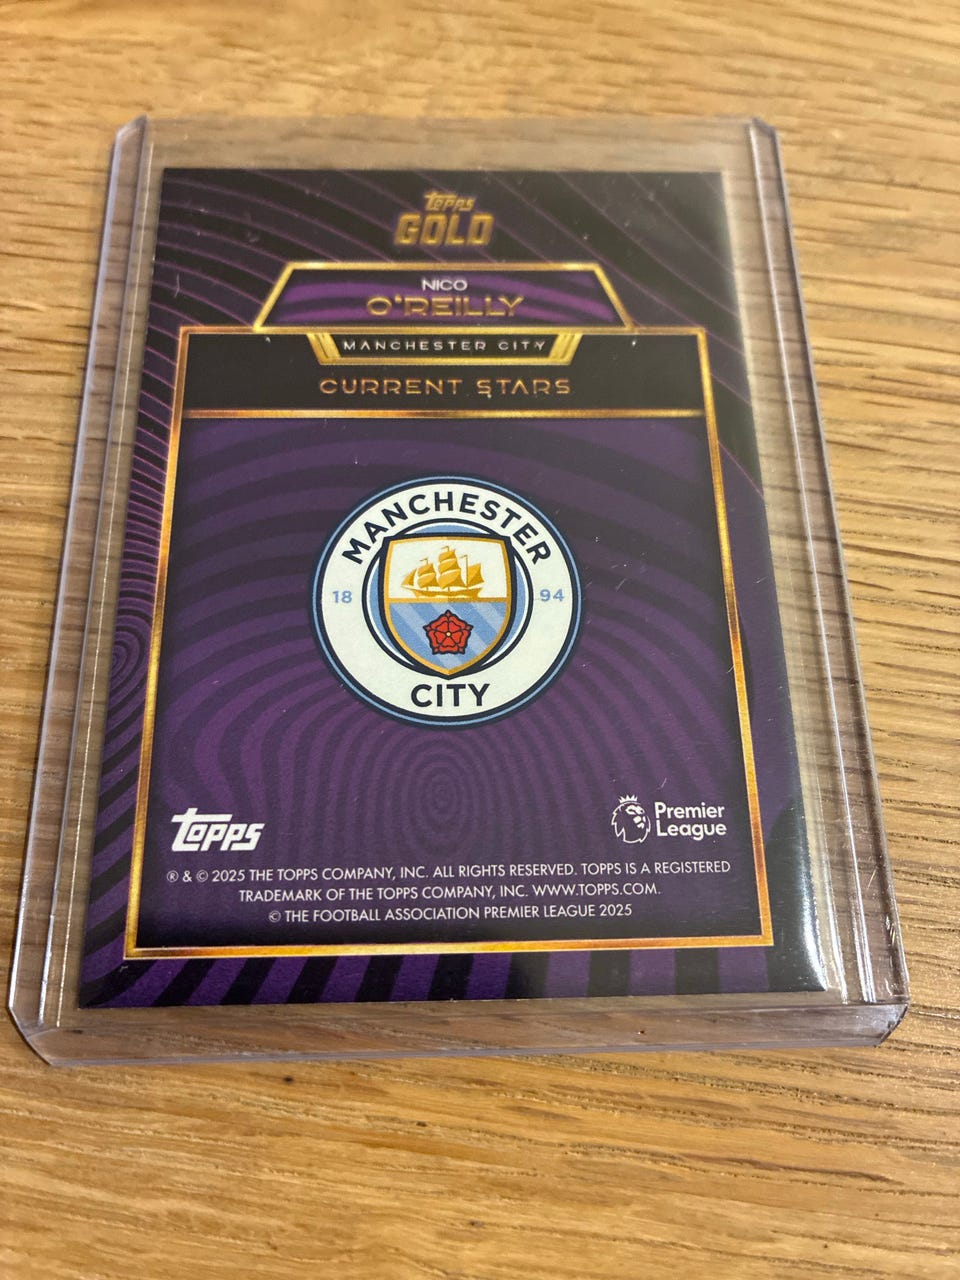 Topps
GOLD
NICO
O'REILLY
MANCHESTER CITY
CURRENT STARS
MANCHESTER
18 94
CITY
Topps
Premier
League
® & © 2025 THE TOPPS COMPANY, INC. ALL RIGHTS RESERVED. TOPPS IS A REGISTERED
TRADEMARK OF THE TOPPS COMPANY, INC. WWW.TOPPS.COM.
© THE FOOTBALL ASSOCIATION PREMIER LEAGUE 2025